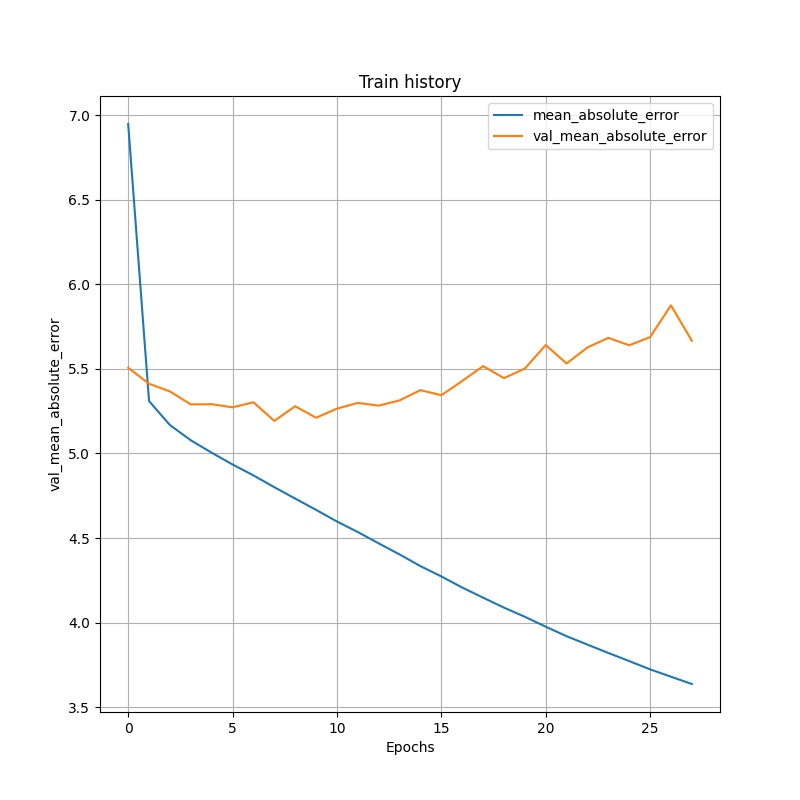 Train history
mean_absolute_error
val_mean_absolute_error
val_mean_absolute_error
7.0
6.5
6.0
5.5
5.0
4.5
4.0
3.5
0 5 10 15 20 25
Epochs